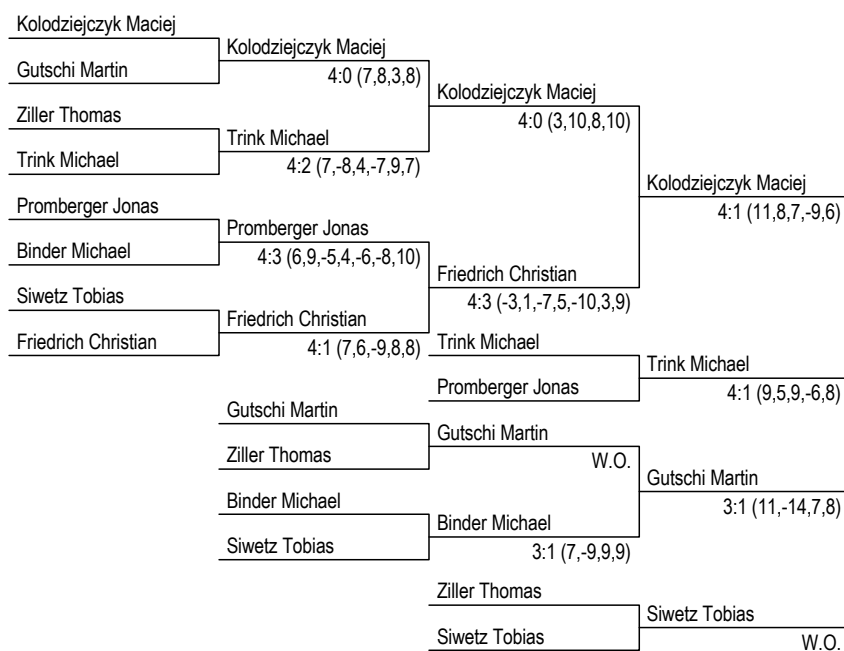 Kolodziejczyk Maciej
Kolodziejczyk Maciej
Gutschi Martin
4:0 (7,8,3,8)
Kolodziejczyk Maciej
Ziller Thomas
4:0 (3,10,8,10)
Trink Michael
Trink Michael
4:2 (7,-8,4,-7,9,7)
Kolodziejczyk Maciej
Promberger Jonas
4:1 (11,8,7,-9,6)
Promberger Jonas
Binder Michael
4:3 (6,9,-5,4,-6,-8,10)
Friedrich Christian
Siwetz Tobias
4:3 (-3,1,-7,5,-10,3,9)
Friedrich Christian
Friedrich Christian
4:1 (7,6,-9,8,8)
Trink Michael
Trink Michael
Promberger Jonas
4:1 (9,5,9,-6,8)
Gutschi Martin
Gutschi Martin
Ziller Thomas
W.O.
Gutschi Martin
Binder Michael
3:1 (11,-14,7,8)
Binder Michael
Siwetz Tobias
3:1 (7,-9,9,9)
Ziller Thomas
Siwetz Tobias
Siwetz Tobias
W.O.